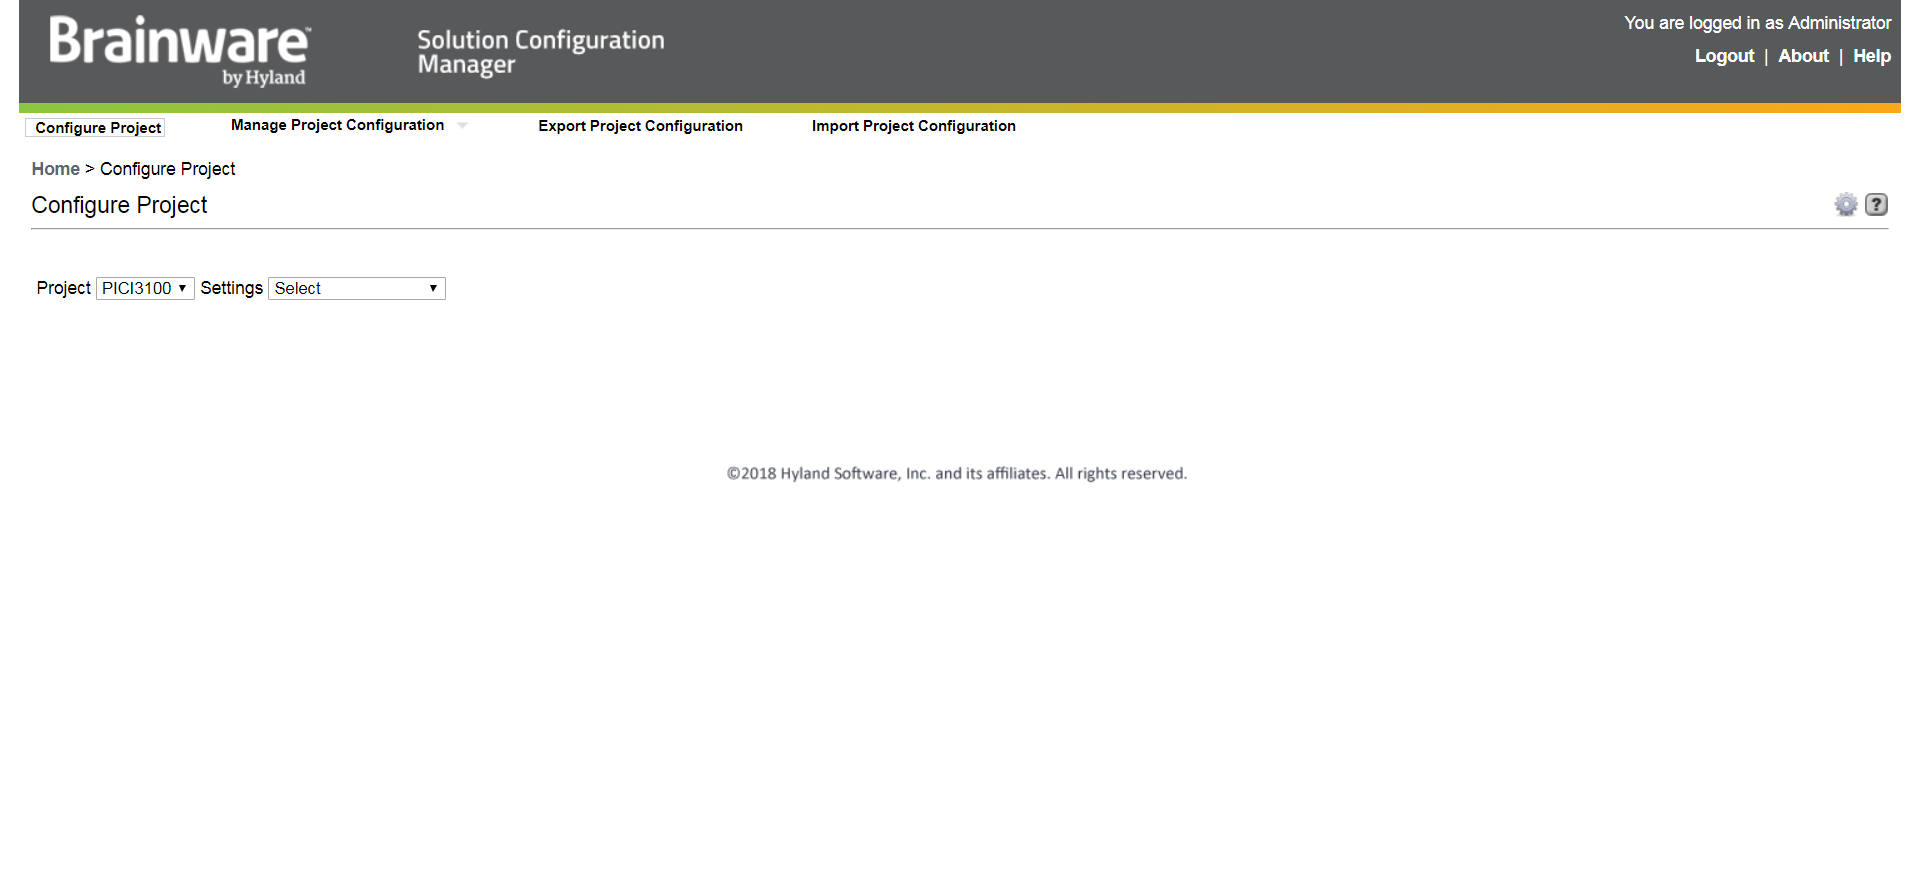 Brainware™
by Hyland
Solution Configuration
Manager
You are logged in as Administrator
Logout | About | Help
Configure Project Manage Project Configuration Export Project Configuration Import Project Configuration
Home > Configure Project
Configure Project
?
Project PICI3100 Settings Select
©2018 Hyland Software, Inc. and its affiliates. All rights reserved.